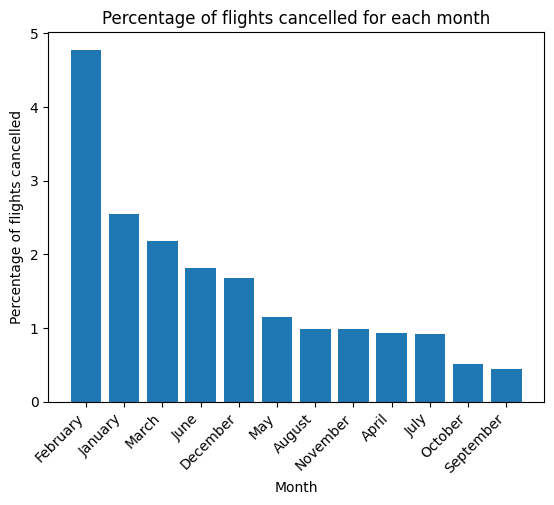 Percentage of flights cancelled for each month
Percentage of flights cancelled
5
4
3
2
1
0
February
January
March
June
December
May
August
November
April
July
October
September
Month